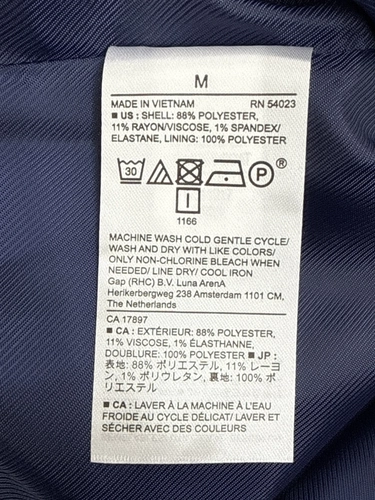 M
MADE IN VIETNAM RN 54023
■ US : SHELL: 88% POLYESTER,
11% RAYON/VISCOSE, 1% SPANDEX/
ELASTANE, LINING: 100% POLYESTER
30 P ®
I
1166
MACHINE WASH COLD GENTLE CYCLE/
WASH AND DRY WITH LIKE COLORS/
ONLY NON-CHLORINE BLEACH WHEN
NEEDED/ LINE DRY/ COOL IRON
Gap (RHC) B.V. Luna ArenA
Herikerbergweg 238 Amsterdam 1101 CM,
The Netherlands
CA 17897
■ CA : EXTÉRIEUR: 88% POLYESTER,
11% VISCOSE, 1% ÉLASTHANNE,
DOUBLURE: 100% POLYESTER ■ JP :
表地: 88% ポリエステル, 11% レーヨ
ン, 1% ポリウレタン, 裏地: 100% ポ
リエステル
■ CA : LAVER À LA MACHINE À L'EAU
FROIDE AU CYCLE DÉLICAT/ LAVER ET
SÉCHER AVEC DES COULEURS